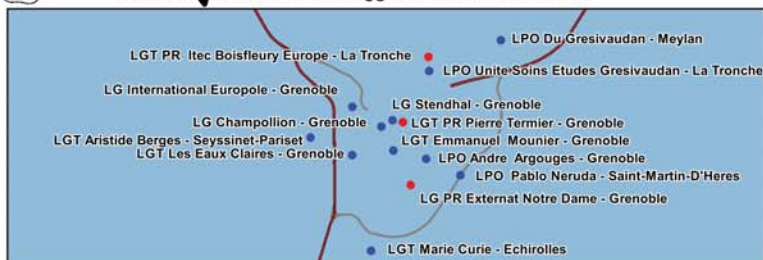 LPO Du Gresivaudan - Meylan
LGT PR Itec Boisfleury Europe - La Tronche
LPO Unite Soins Etudes Gresivaudan - La Tronche
LG International Europole - Grenoble
LG Stendhal - Grenoble
LG Champollion - Grenoble
LGT PR Pierre Termier - Grenoble
LGT Aristide Berges - Seyssinet-Pariset
LGT Emmanuel Mounier - Grenoble
LGT Les Eaux Claires - Grenoble
LPO Andre Argouges - Grenoble
LPO Pablo Neruda - Saint-Martin-D'Heres
LG PR Externat Notre Dame - Grenoble
LGT Marie Curie - Echirolles